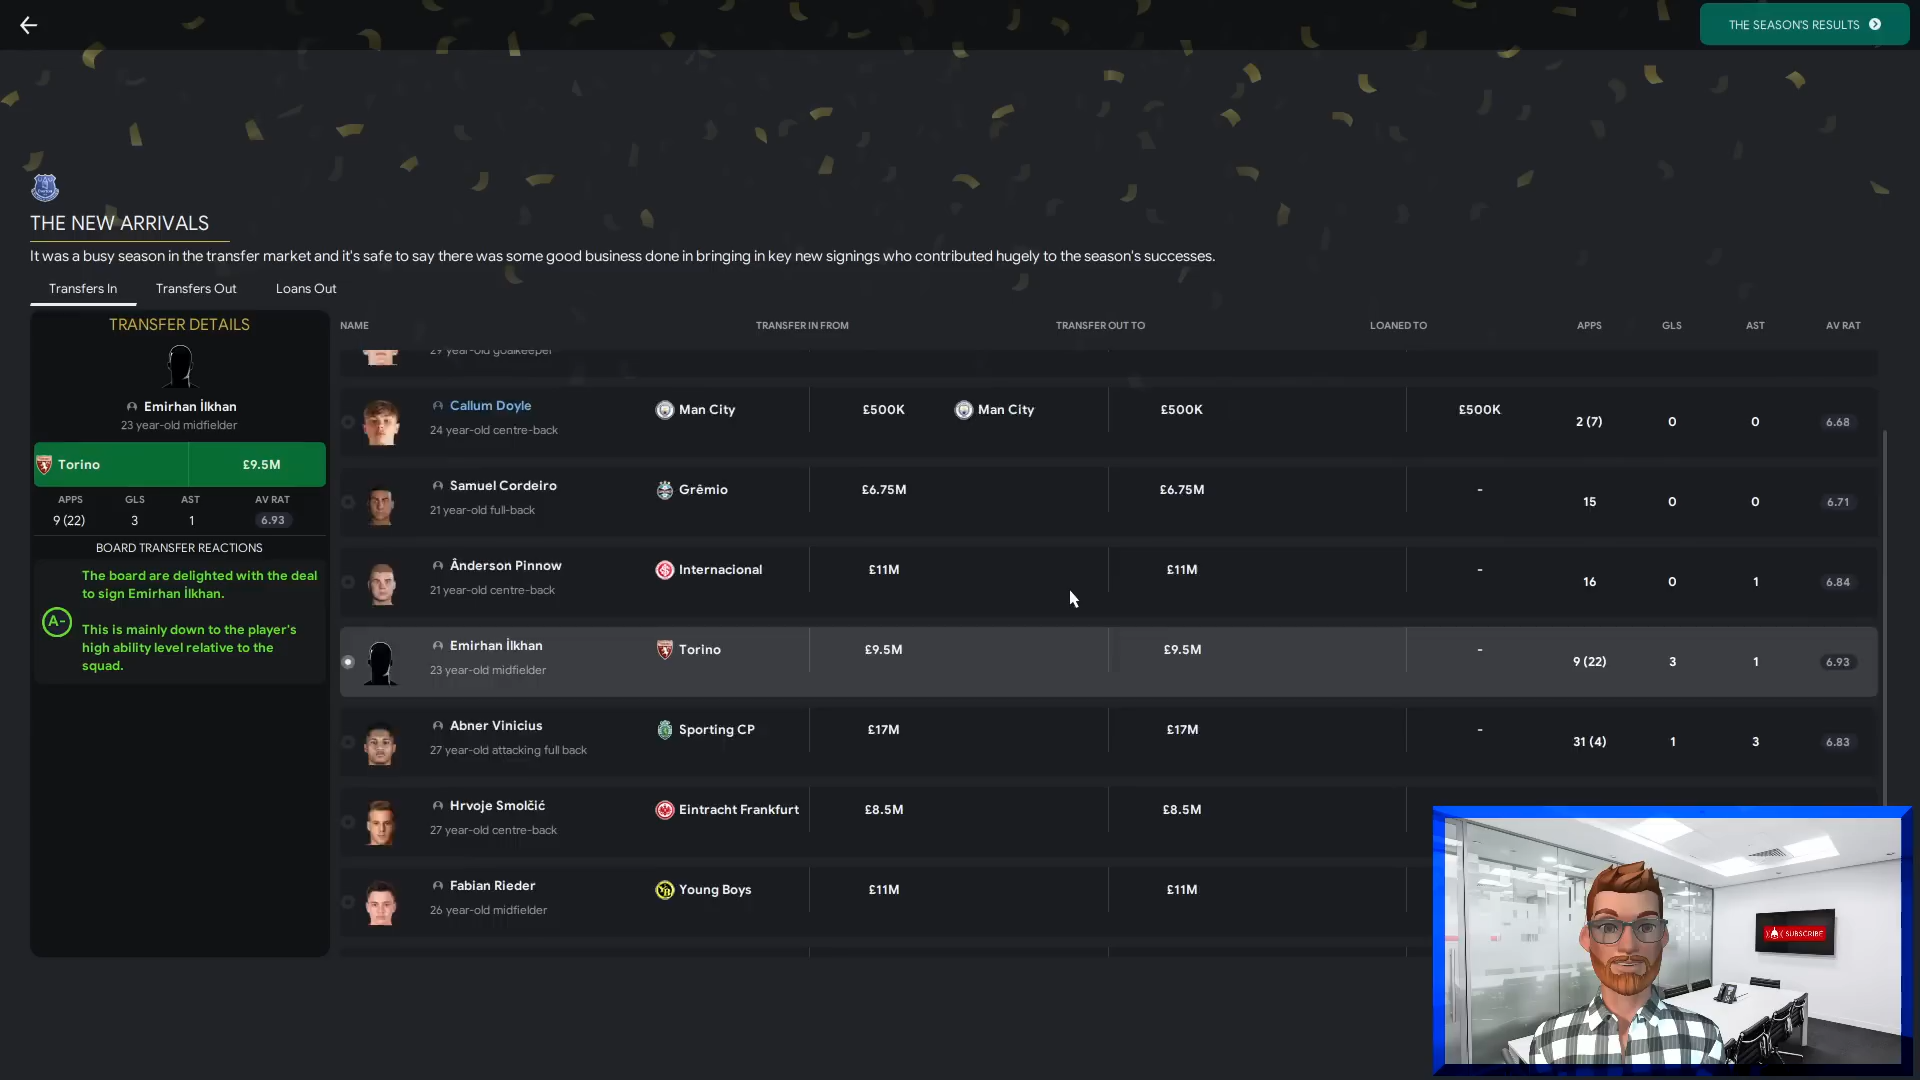 THE SEASON'S RESULTS
THE NEW ARRIVALS
It was a busy season in the transfer market and it's safe to say there was some good business done in bringing in key new signings who contributed hugely to the season's successes.
Transfers In Transfers Out Loans Out
TRANSFER DETAILS
Emirhan İlkhan
23 year-old midfielder
Torino £9.5M
APPS GLS AST AV RAT
9 (22) 3 1 6.93
BOARD TRANSFER REACTIONS
The board are delighted with the deal
to sign Emirhan İlkhan.
A-
This is mainly down to the player's
high ability level relative to the
squad.
NAME TRANSFER IN FROM TRANSFER OUT TO LOANED TO APPS GLS AST AV RAT
29 year-old goalkeeper
Callum Doyle Man City £500K Man City £500K £500K 2 (7) 0 0 6.68
24 year-old centre-back
Samuel Cordeiro Grêmio £6.75M £6.75M - 15 0 0 6.71
21 year-old full-back
Ânderson Pinnow Internacional £11M £11M - 16 0 1 6.84
21 year-old centre-back
Emirhan İlkhan Torino £9.5M £9.5M - 9 (22) 3 1 6.93
23 year-old midfielder
Abner Vinicius Sporting CP £17M £17M - 31 (4) 1 3 6.83
27 year-old attacking full back
Hrvoje Smolčić Eintracht Frankfurt £8.5M £8.5M
27 year-old centre-back
Fabian Rieder Young Boys £11M £11M
26 year-old midfielder
SUBSCRIBE